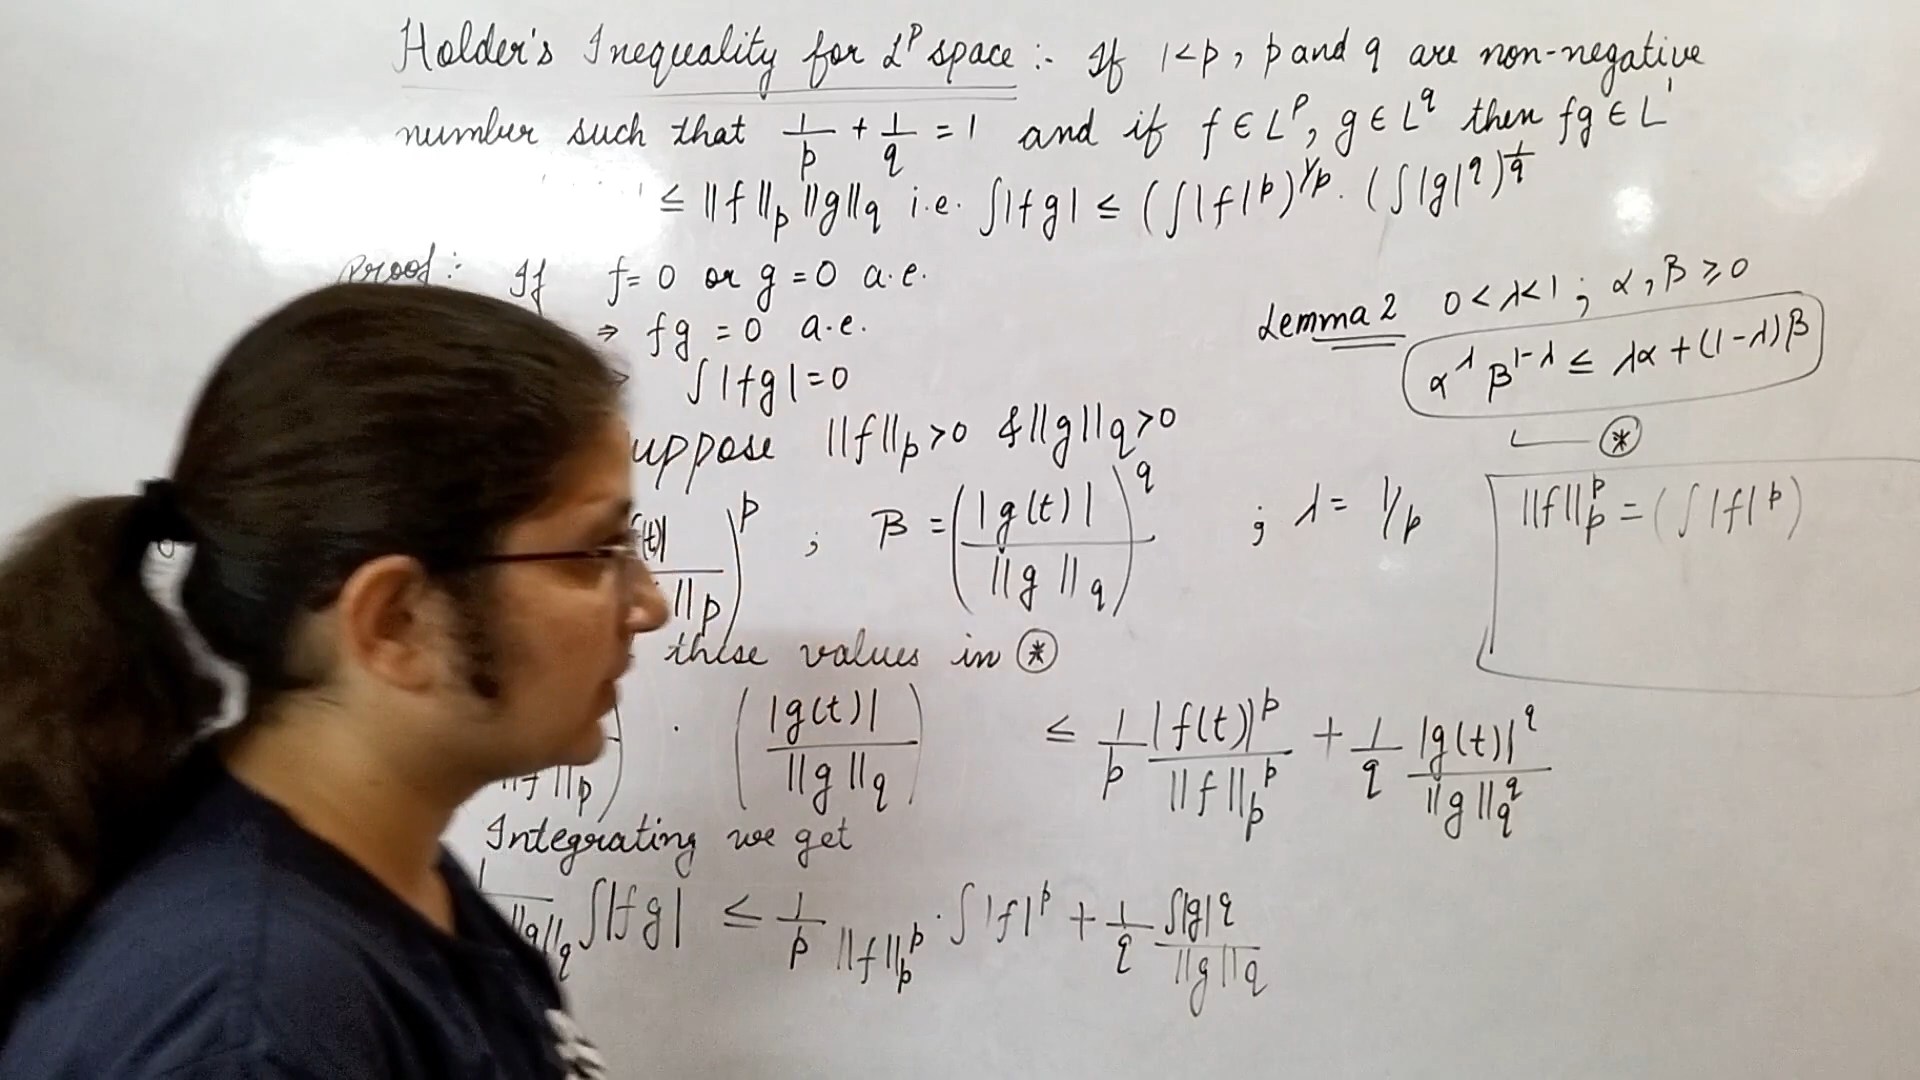 Holder's Inequality for L^p space :- If 1<p, p and q are non-negative
number such that 1/p + 1/q = 1 and if f ∈ L^p, g ∈ L^q then fg ∈ L^1
≤ ||f||_p ||g||_q i.e. ∫|fg| ≤ (∫|f|^p)^{1/p} · (∫|g|^q)^{1/q}
Proof :- If f = 0 or g = 0 a.e.
⇒ fg = 0 a.e.
∫|fg| = 0
uppose ||f||_p > 0 & ||g||_q > 0
(t)| / ||_p )^p ; β = (|g(t)| / ||g||_q)^q ; λ = 1/p
these values in ⊛
||f||_p ) · (|g(t)| / ||g||_q) ≤ 1/p |f(t)|^p / ||f||_p^p + 1/q |g(t)|^q / ||g||_q^q
Integrating we get
1 / ||g||_q ∫|fg| ≤ 1/p ||f||_p^p · ∫|f|^p + 1/q ∫|g|^q / ||g||_q
Lemma 2 0 < λ < 1 ; α, β ≥ 0
α^λ β^{1-λ} ≤ λα + (1-λ)β
⊛
||f||_p^p = (∫|f|^p)